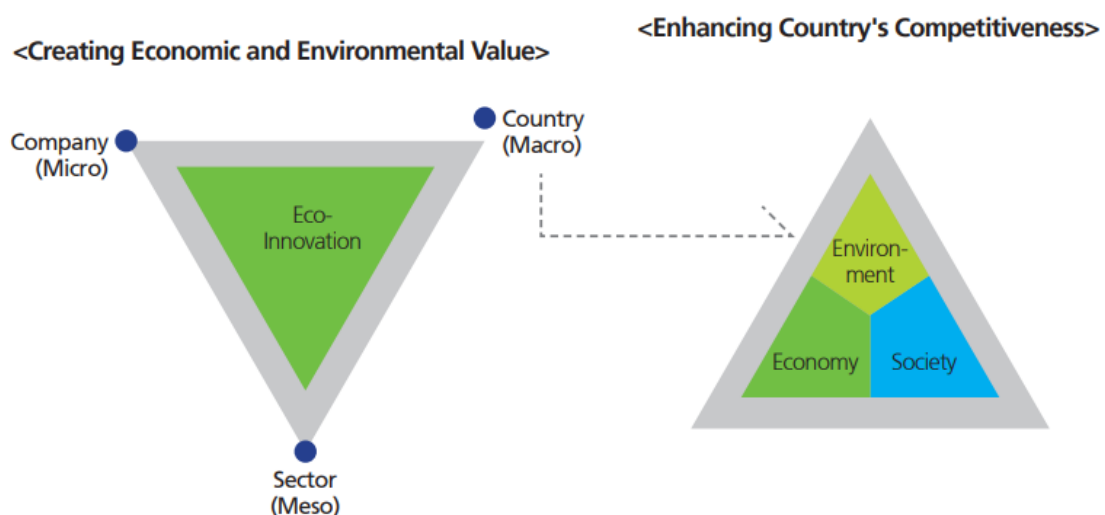 <Creating Economic and Environmental Value>
<Enhancing Country's Competitiveness>
Company
(Micro)
Country
(Macro)
Eco-
Innovation
Sector
(Meso)
Environ-
ment
Economy
Society